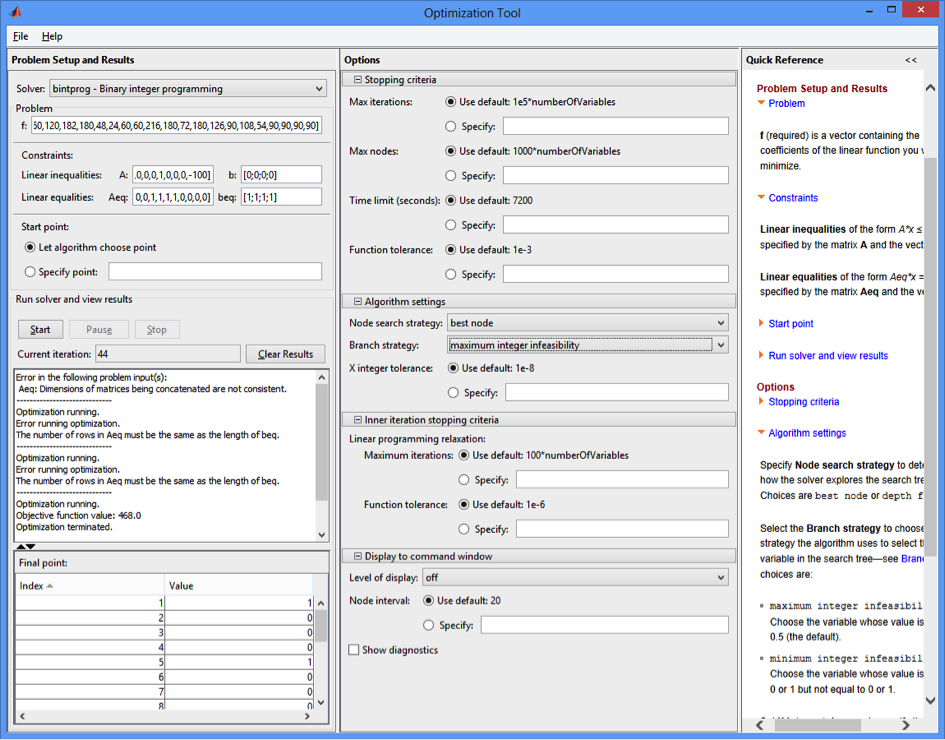 Optimization Tool
File Help
Problem Setup and Results
Solver: bintprog - Binary integer programming
Problem
f: 50,120,182,180,48,24,60,60,216,180,72,180,126,90,108,54,90,90,90,90]
Constraints:
Linear inequalities: A: .0,0,0,1,0,0,0,-100] b: [0;0;0;0]
Linear equalities: Aeq: 0,0,1,1,1,1,0,0,0,0] beq: [1;1;1;1]
Start point:
Let algorithm choose point
Specify point:
Run solver and view results
Start Pause Stop
Current iteration: 44 Clear Results
Error in the following problem input(s):
Aeq: Dimensions of matrices being concatenated are not consistent.
-----------------------------
Optimization running.
Error running optimization.
The number of rows in Aeq must be the same as the length of beq.
-----------------------------
Optimization running.
Error running optimization.
The number of rows in Aeq must be the same as the length of beq.
-----------------------------
Optimization running.
Objective function value: 468.0
Optimization terminated.
Final point:
Index Value
1 1
2 0
3 0
4 0
5 1
6 0
7 0
8 0
Options
Stopping criteria
Max iterations: Use default: 1e5*numberOfVariables
Specify:
Max nodes: Use default: 1000*numberOfVariables
Specify:
Time limit (seconds): Use default: 7200
Specify:
Function tolerance: Use default: 1e-3
Specify:
Algorithm settings
Node search strategy: best node
Branch strategy: maximum integer infeasibility
X integer tolerance: Use default: 1e-8
Specify:
Inner iteration stopping criteria
Linear programming relaxation:
Maximum iterations: Use default: 100*numberOfVariables
Specify:
Function tolerance: Use default: 1e-6
Specify:
Display to command window
Level of display: off
Node interval: Use default: 20
Specify:
Show diagnostics
Quick Reference <<
Problem Setup and Results
Problem
f (required) is a vector containing the
coefficients of the linear function you
minimize.
Constraints
Linear inequalities of the form A*x ≤
specified by the matrix A and the vect
Linear equalities of the form Aeq*x =
specified by the matrix Aeq and the ve
Start point
Run solver and view results
Options
Stopping criteria
Algorithm settings
Specify Node search strategy to dete
how the solver explores the search tre
Choices are best node or depth f
Select the Branch strategy to choose
strategy the algorithm uses to select t
variable in the search tree—see Bran
choices are:
maximum integer infeasibil
Choose the variable whose value is
0.5 (the default).
minimum integer infeasibil
Choose the variable whose value is
0 or 1 but not equal to 0 or 1.